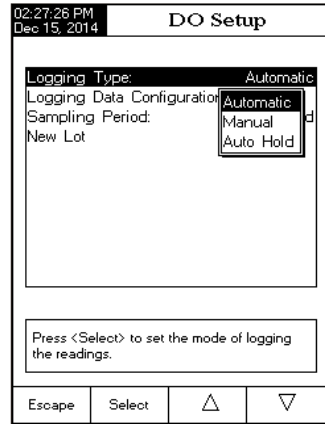 02:27:26 PM
Dec 15, 2014
DO Setup
Logging Type: Automatic
Logging Data Configuration
Sampling Period:
New Lot
Automatic
Manual
Auto Hold
Press <Select> to set the mode of logging
the readings.
Escape Select △ ▽